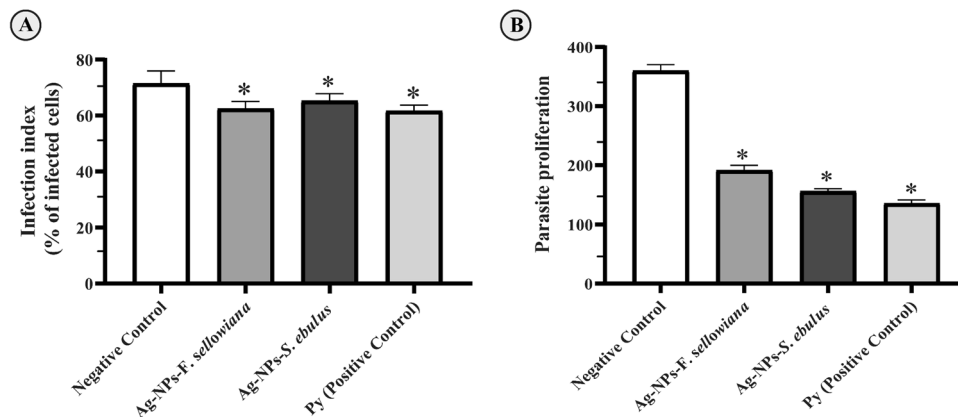 A
Infection index
(% of infected cells)
80
60
40
20
0
*
*
*
Negative Control
Ag-NPs-F. sellowiana
Ag-NPs-S. ebulus
Py (Positive Control)
B
Parasite proliferation
400
300
200
100
0
*
*
*
Negative Control
Ag-NPs-F. sellowiana
Ag-NPs-S. ebulus
Py (Positive Control)